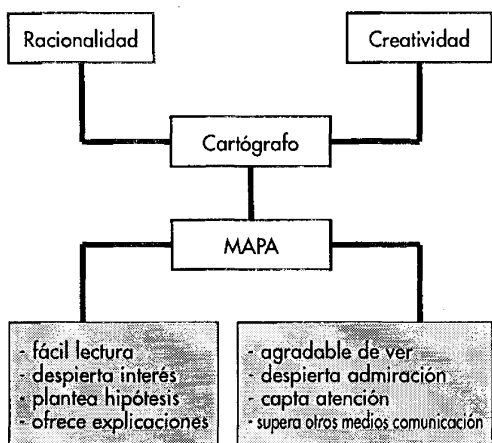 Racionalidad
Creatividad
Cartógrafo
MAPA
- fácil lectura
- despierta interés
- plantea hipótesis
- ofrece explicaciones
- agradable de ver
- despierta admiración
- capta atención
- supera otros medios comunicación